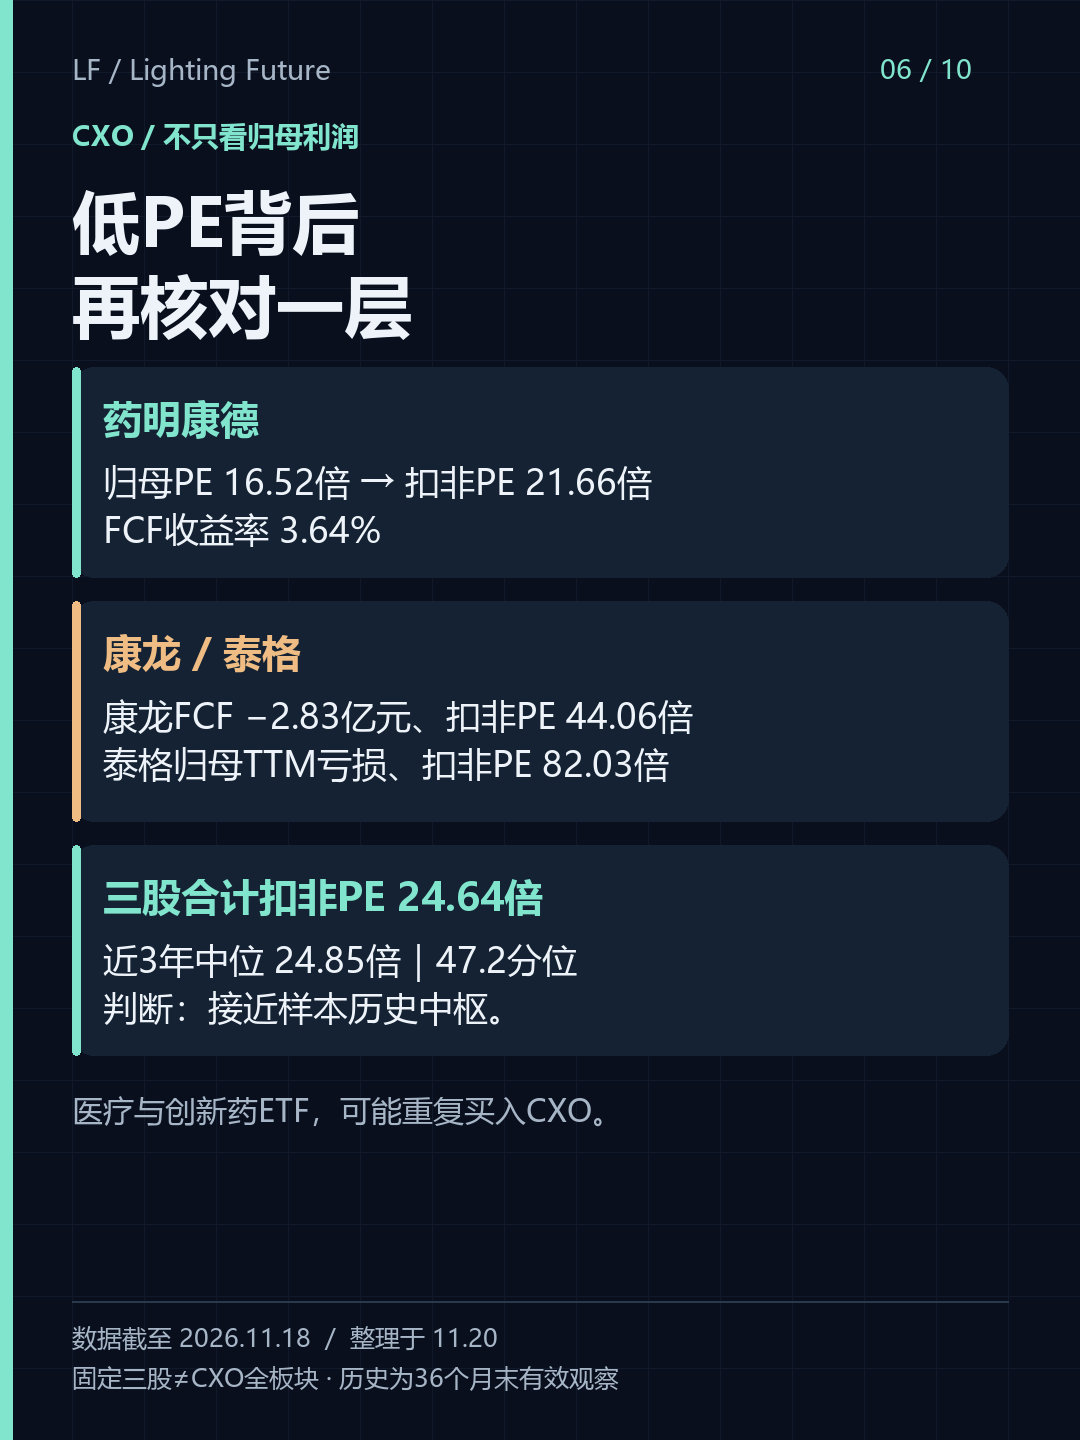 LF / Lighting Future
06 / 10
CXO / 不只看归母利润
低PE背后
再核对一层
药明康德
归母PE 16.52倍 → 扣非PE 21.66倍
FCF收益率 3.64%
康龙 / 泰格
康龙FCF −2.83亿元、扣非PE 44.06倍
泰格归母TTM亏损、扣非PE 82.03倍
三股合计扣非PE 24.64倍
近3年中位 24.85倍 | 47.2分位
判断：接近样本历史中枢。
医疗与创新药ETF，可能重复买入CXO。
数据截至 2026.11.18 / 整理于 11.20
固定三股≠CXO全板块 · 历史为36个月末有效观察